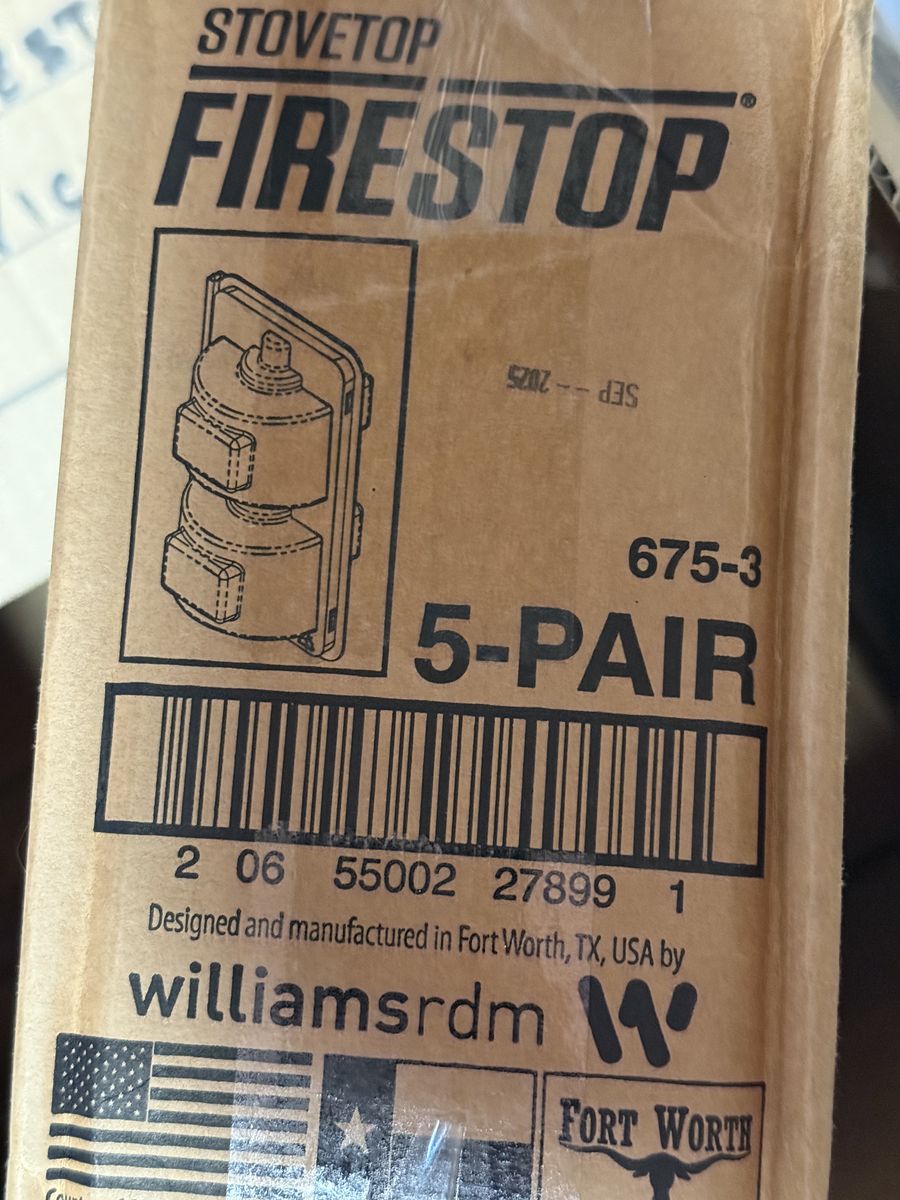 STOVETOP
FIRESTOP®
SEP -- 2025
675-3
5-PAIR
2 06 55002 27899 1
Designed and manufactured in Fort Worth, TX, USA by
williamsrdm
FORT WORTH